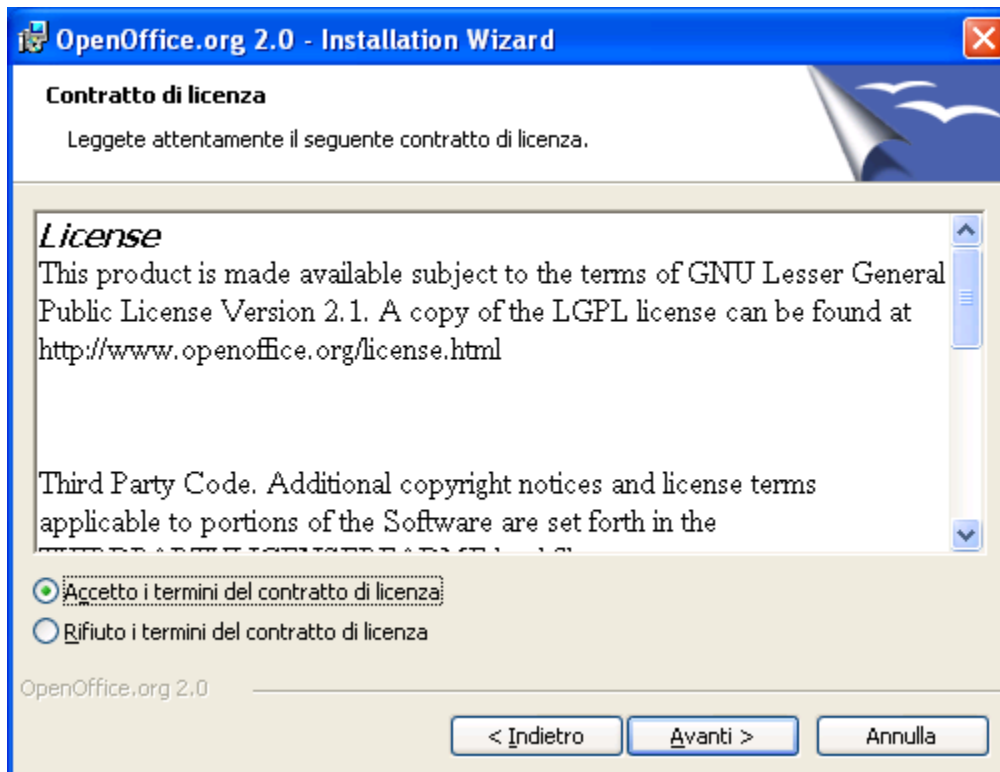 OpenOffice.org 2.0 - Installation Wizard
Contratto di licenza
Leggete attentamente il seguente contratto di licenza.
License
This product is made available subject to the terms of GNU Lesser General
Public License Version 2.1. A copy of the LGPL license can be found at
http://www.openoffice.org/license.html
Third Party Code. Additional copyright notices and license terms
applicable to portions of the Software are set forth in the
Accetto i termini del contratto di licenza
Rifiuto i termini del contratto di licenza
OpenOffice.org 2.0
< Indietro
Avanti >
Annulla